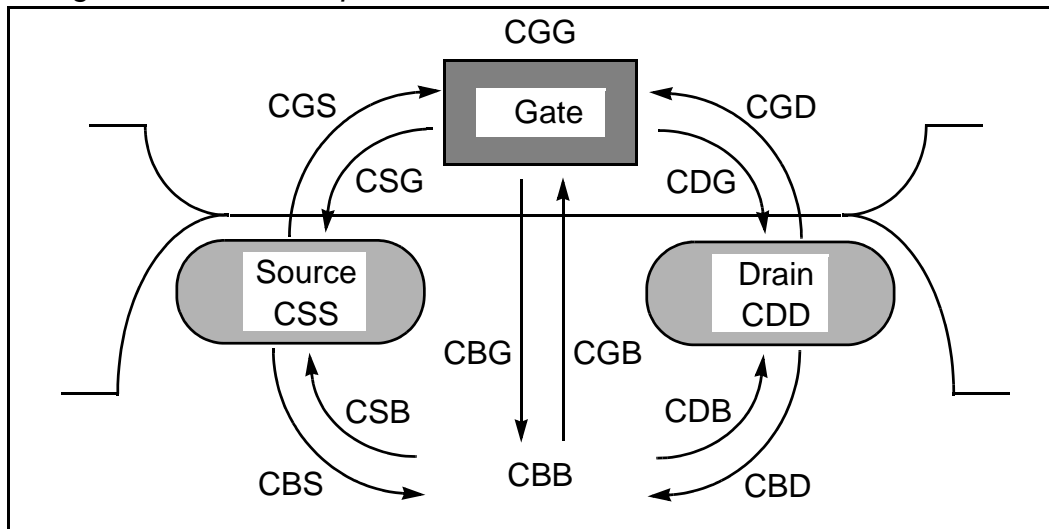 CGG
CGS
Gate
CGD
CSG
CDG
Source
CSS
Drain
CDD
CBG
CGB
CSB
CDB
CBS
CBB
CBD